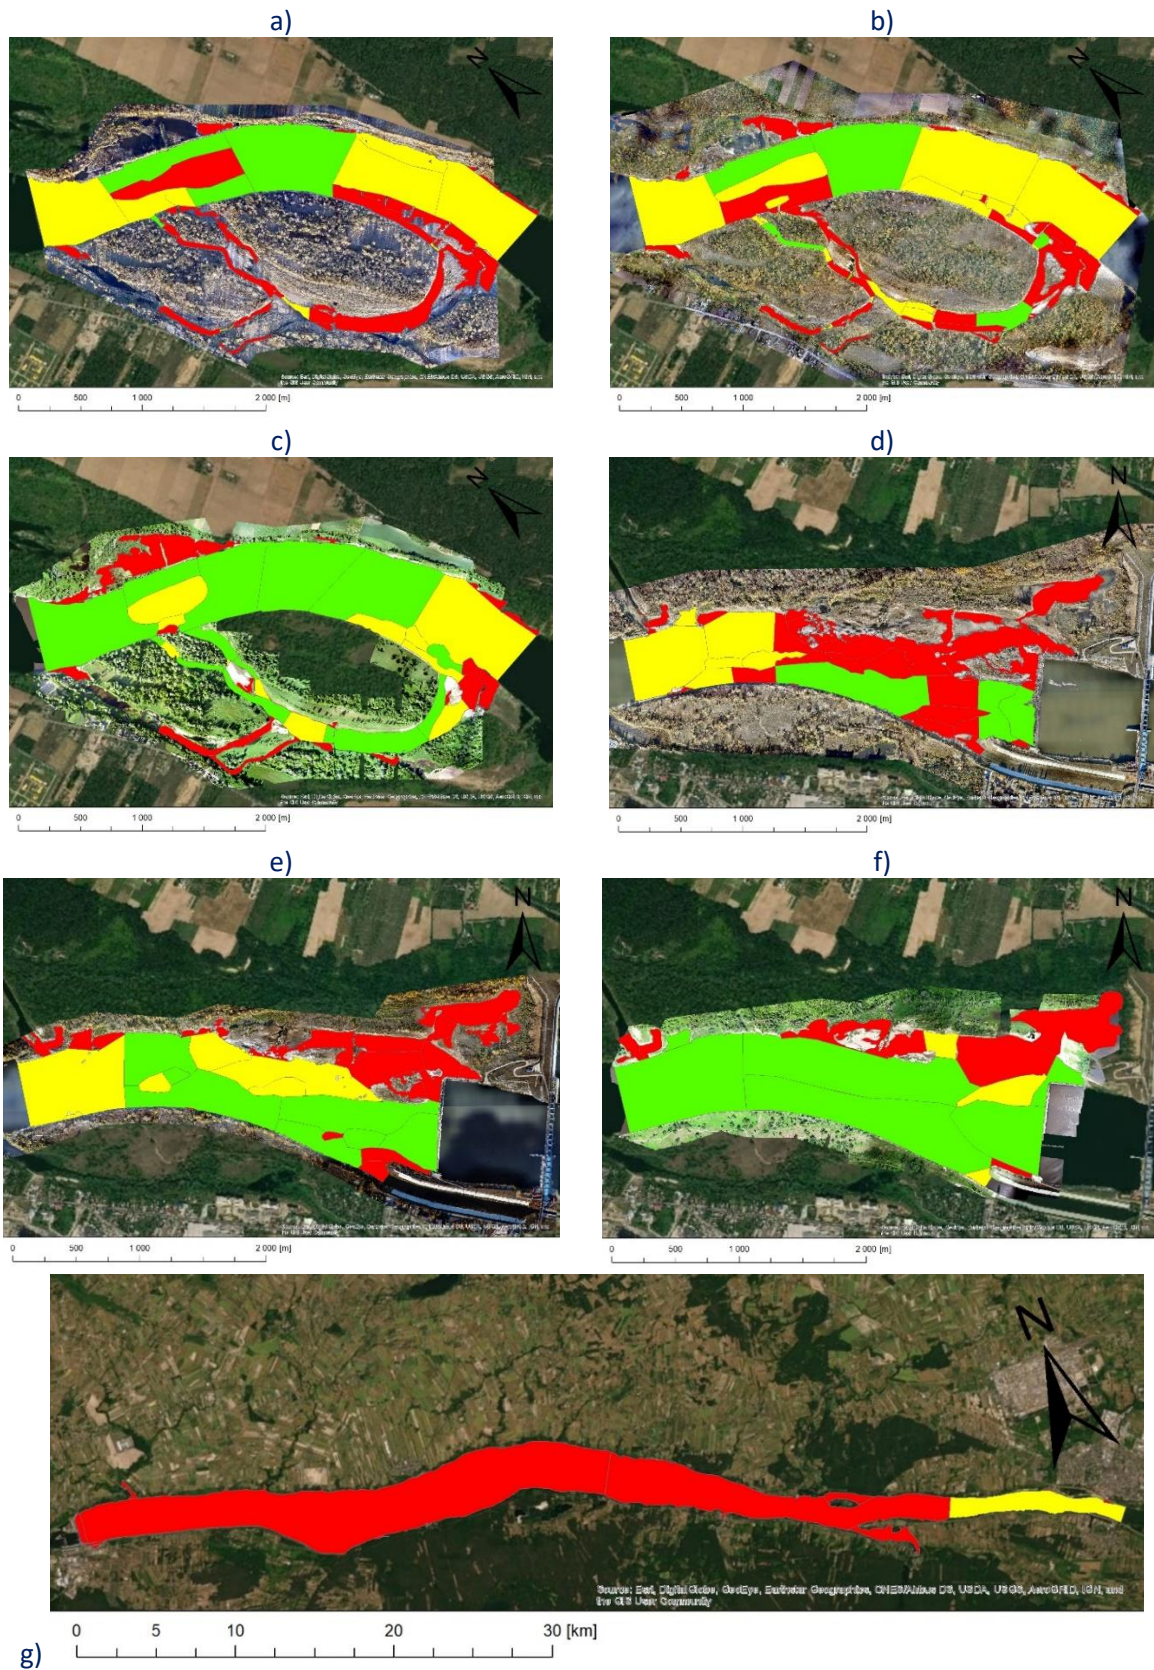 a)
b)
N
N
0 500 1 000 2 000 [m]
0 500 1 000 2 000 [m]
c)
d)
N
N
0 500 1 000 2 000 [m]
0 500 1 000 2 000 [m]
e)
f)
N
N
0 500 1 000 2 000 [m]
0 500 1 000 2 000 [m]
N
Source: Esri, DigitalGlobe, GeoEye, Earthstar Geographics, CNES/Airbus DS, USDA, USGS, AeroGRID, IGN, and
the GIS User Community
0 5 10 20 30 [km]
g)